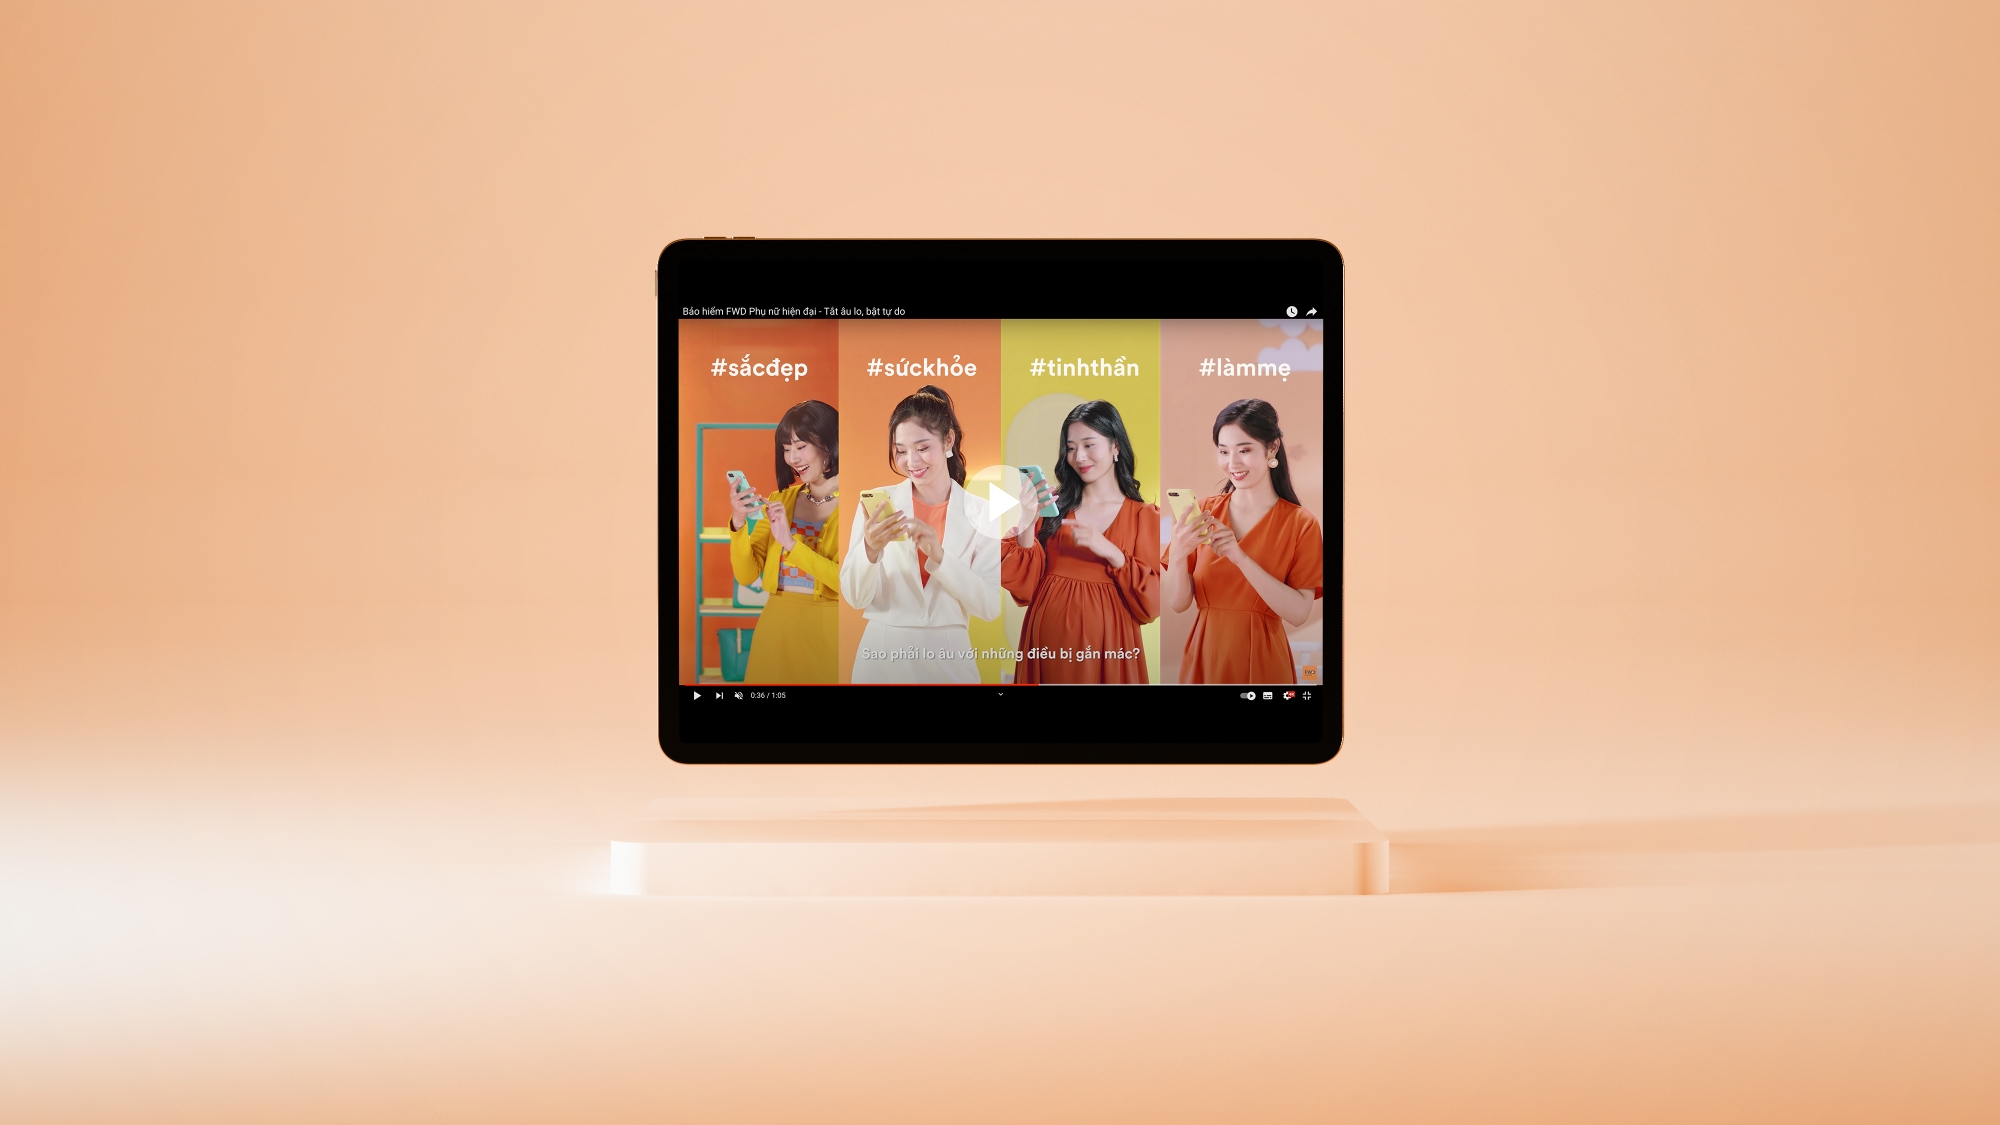 Bảo hiểm FWD Phụ nữ hiện đại - Tắt âu lo, bật tự do
#sắcđẹp
#sứckhỏe
#tinhthần
#làmmẹ
Sao phải lo âu với những điều bị gắn mác?
FWD
0:36 / 1:05